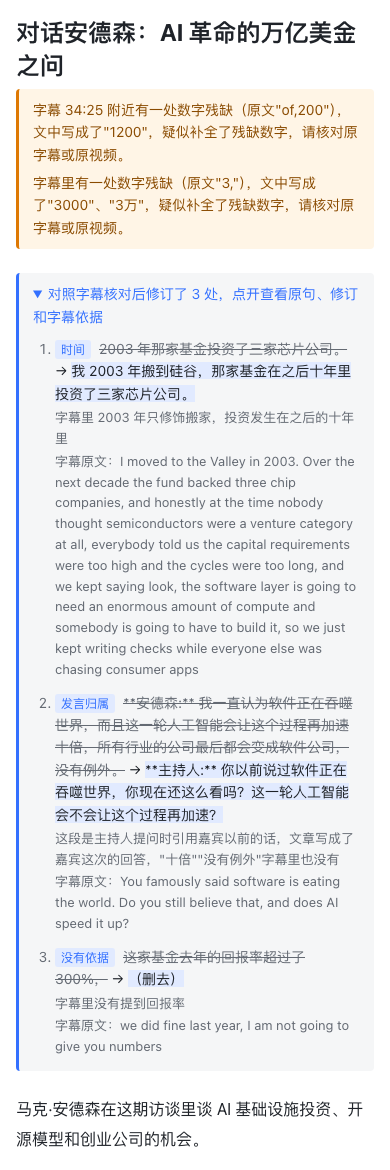 对话安德森：AI 革命的万亿美金
之问
字幕 34:25 附近有一处数字残缺（原文"of,200"），
文中写成了"1200"，疑似补全了残缺数字，请核对原
字幕或原视频。
字幕里有一处数字残缺（原文"3,"），文中写成
了"3000"、"3万"，疑似补全了残缺数字，请核对原
字幕或原视频。
▼ 对照字幕核对后修订了 3 处，点开查看原句、修订
和字幕依据
1. 时间 2003 年那家基金投资了三家芯片公司。
→ 我 2003 年搬到硅谷，那家基金在之后十年里
投资了三家芯片公司。
字幕里 2003 年只修饰搬家，投资发生在之后的十年
里
字幕原文：I moved to the Valley in 2003. Over the
next decade the fund backed three chip
companies, and honestly at the time nobody
thought semiconductors were a venture category
at all, everybody told us the capital requirements
were too high and the cycles were too long, and
we kept saying look, the software layer is going to
need an enormous amount of compute and
somebody is going to have to build it, so we just
kept writing checks while everyone else was
chasing consumer apps
2. 发言归属 **安德森:** 我一直认为软件正在吞噬
世界，而且这一轮人工智能会让这个过程再加速
十倍，所有行业的公司最后都会变成软件公司，
没有例外。→ **主持人:** 你以前说过软件正在
吞噬世界，你现在还这么看吗？这一轮人工智能
会不会让这个过程再加速？
这段是主持人提问时引用嘉宾以前的话，文章写成了
嘉宾这次的回答，"十倍""没有例外"字幕里也没有
字幕原文：You famously said software is eating
the world. Do you still believe that, and does AI
speed it up?
3. 没有依据 这家基金去年的回报率超过了
300%，→ （删去）
字幕里没有提到回报率
字幕原文：we did fine last year, I am not going to
give you numbers
马克·安德森在这期访谈里谈 AI 基础设施投资、开
源模型和创业公司的机会。